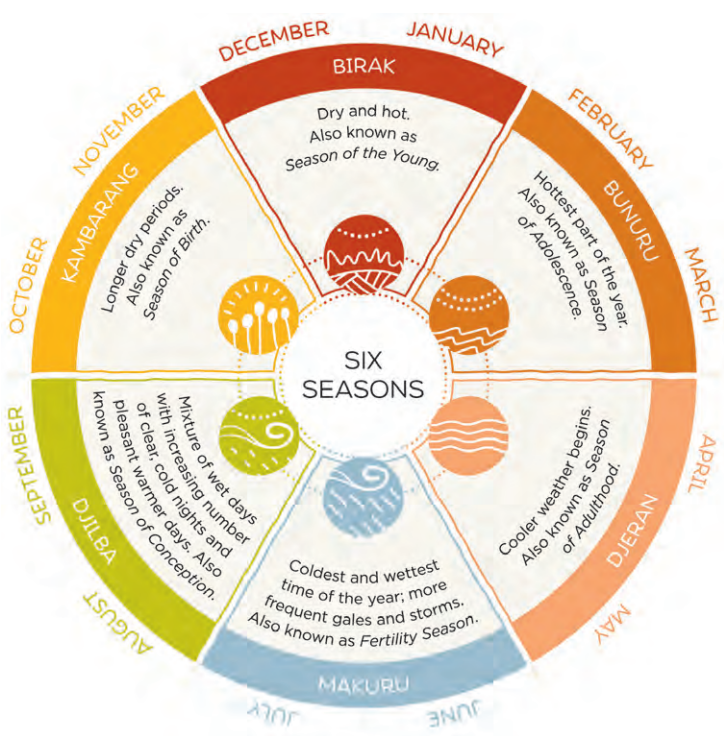 DECEMBER
JANUARY
BIRAK
Dry and hot.
Also known as
Season of the Young.
FEBRUARY
MARCH
BUNURU
Hottest part of the year.
Also known as Season
of Adolescence.
APRIL
MAY
DJERAN
Cooler weather begins.
Also known as Season
of Adulthood.
JUNE
JULY
MAKURU
Coldest and wettest
time of the year; more
frequent gales and storms.
Also known as Fertility Season.
AUGUST
SEPTEMBER
DJILBA
Mixture of wet days
with increasing number
of clear, cold nights and
pleasant warmer days. Also
known as Season of Conception.
OCTOBER
NOVEMBER
KAMBARANG
Longer dry periods.
Also known as
Season of Birth.
SIX
SEASONS